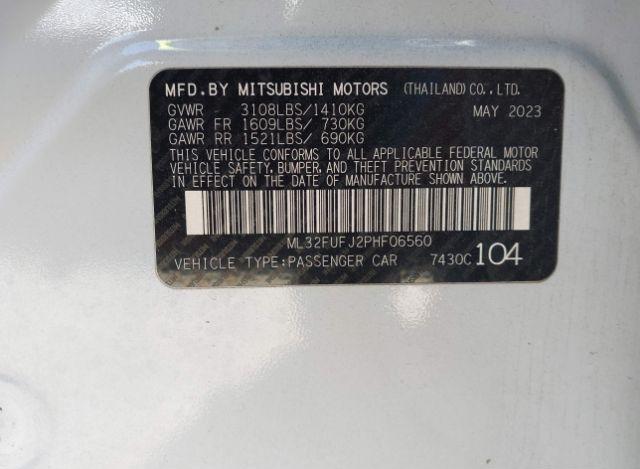 MFD. BY MITSUBISHI MOTORS (THAILAND) CO., LTD.
GVWR - 3108LBS/1410KG MAY 2023
GAWR FR 1609LBS/ 730KG
GAWR RR 1521LBS/ 690KG
THIS VEHICLE CONFORMS TO ALL APPLICABLE FEDERAL MOTOR
VEHICLE SAFETY, BUMPER, AND THEFT PREVENTION STANDARDS
IN EFFECT ON THE DATE OF MANUFACTURE SHOWN ABOVE.
ML32FUFJ2PHF06560
VEHICLE TYPE:PASSENGER CAR 7430C 104